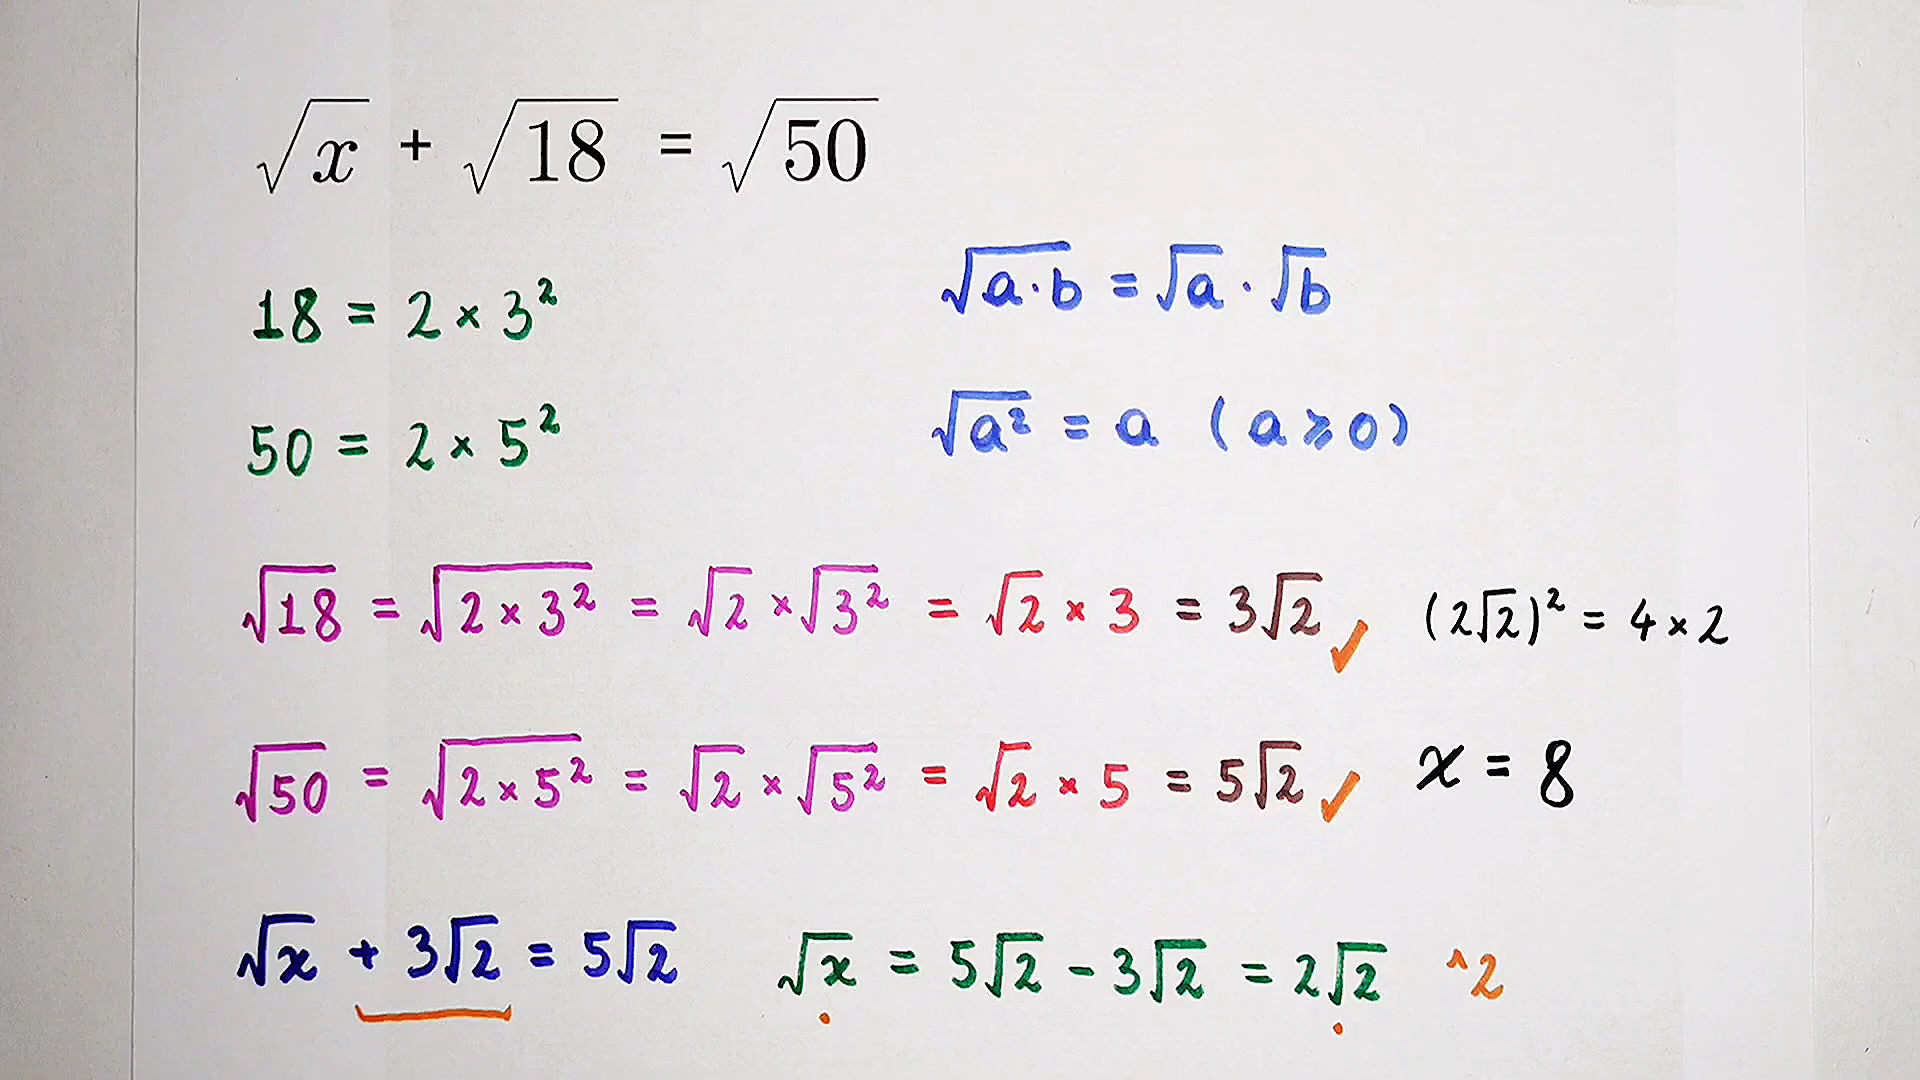 √x + √18 = √50
18 = 2 × 3²
√a·b = √a · √b
50 = 2 × 5²
√a² = a (a ⩾ 0)
√18 = √2 × 3² = √2 × √3² = √2 × 3 = 3√2 ✓
(2√2)² = 4 × 2
√50 = √2 × 5² = √2 × √5² = √2 × 5 = 5√2 ✓
x = 8
√x + 3√2 = 5√2
√x = 5√2 - 3√2 = 2√2 ^2